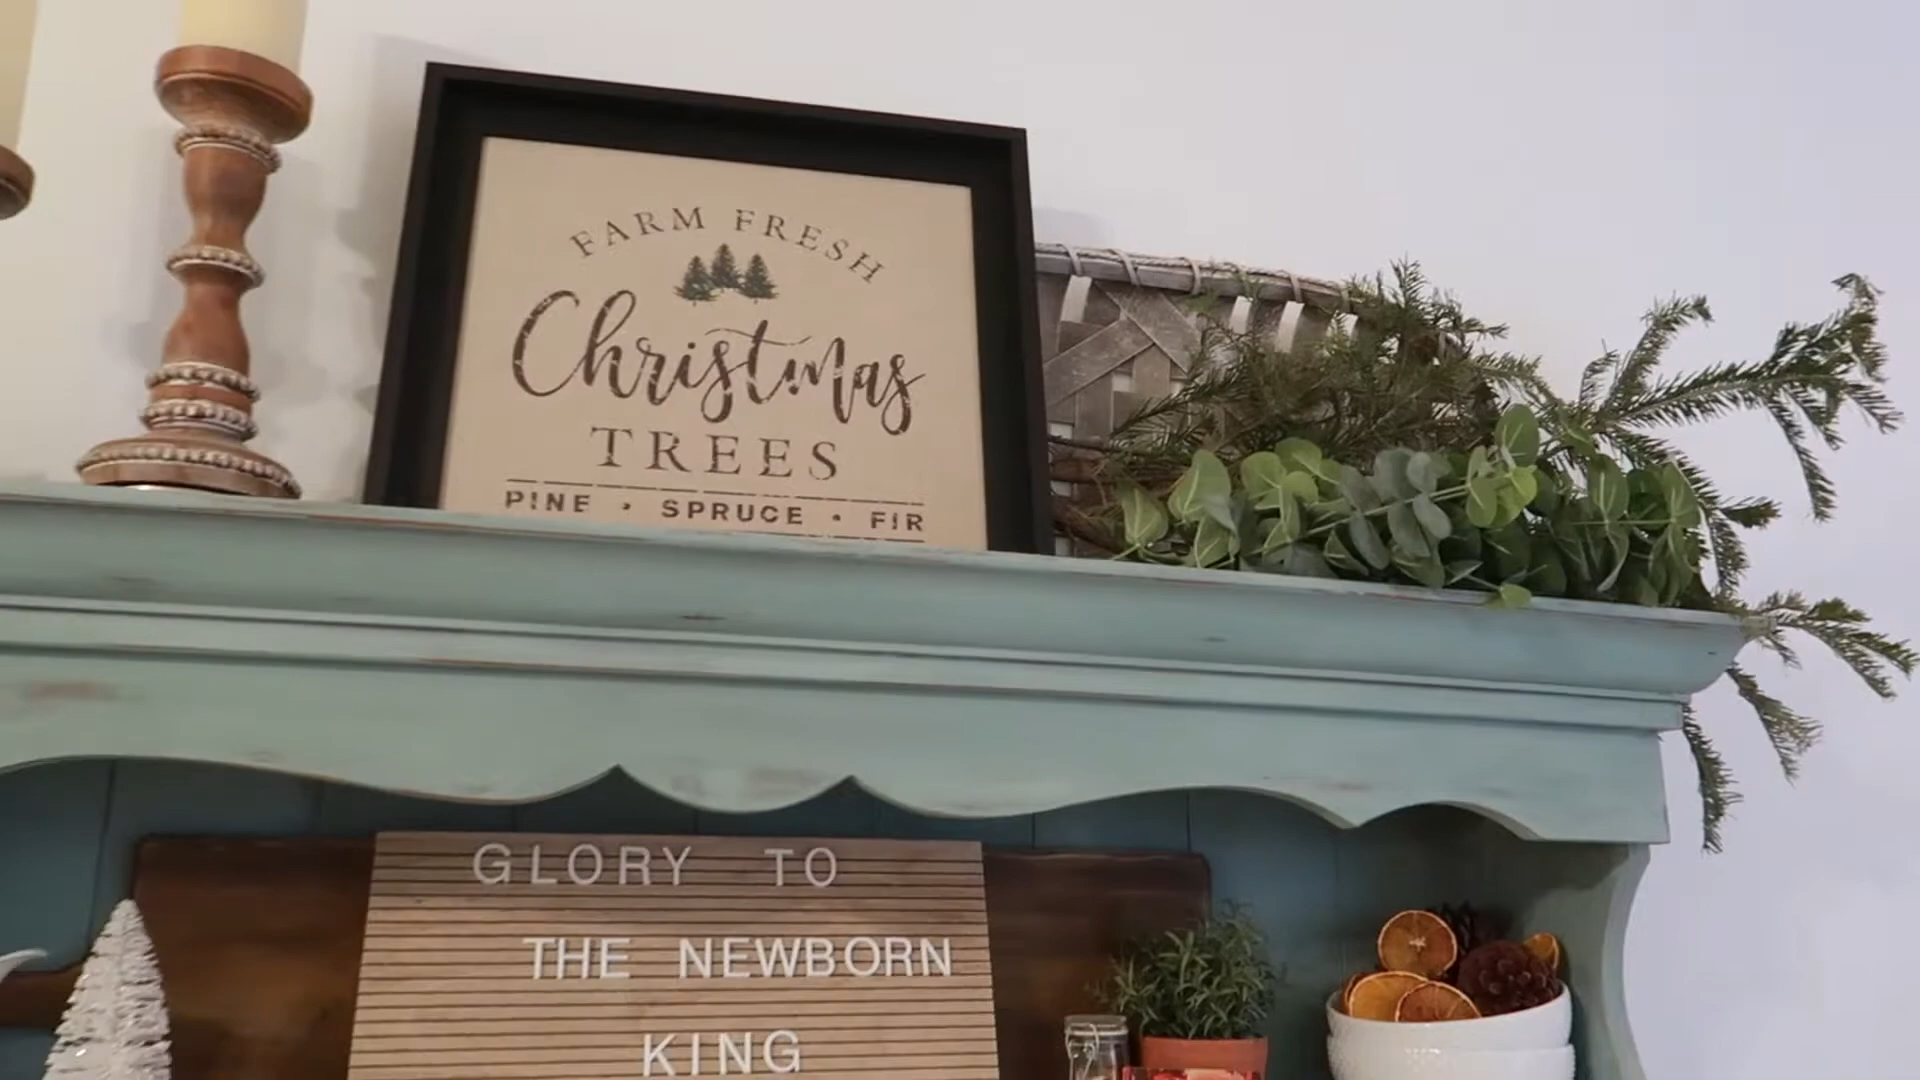 FARM FRESH
Christmas
TREES
PINE • SPRUCE • FIR
GLORY TO
THE NEWBORN
KING